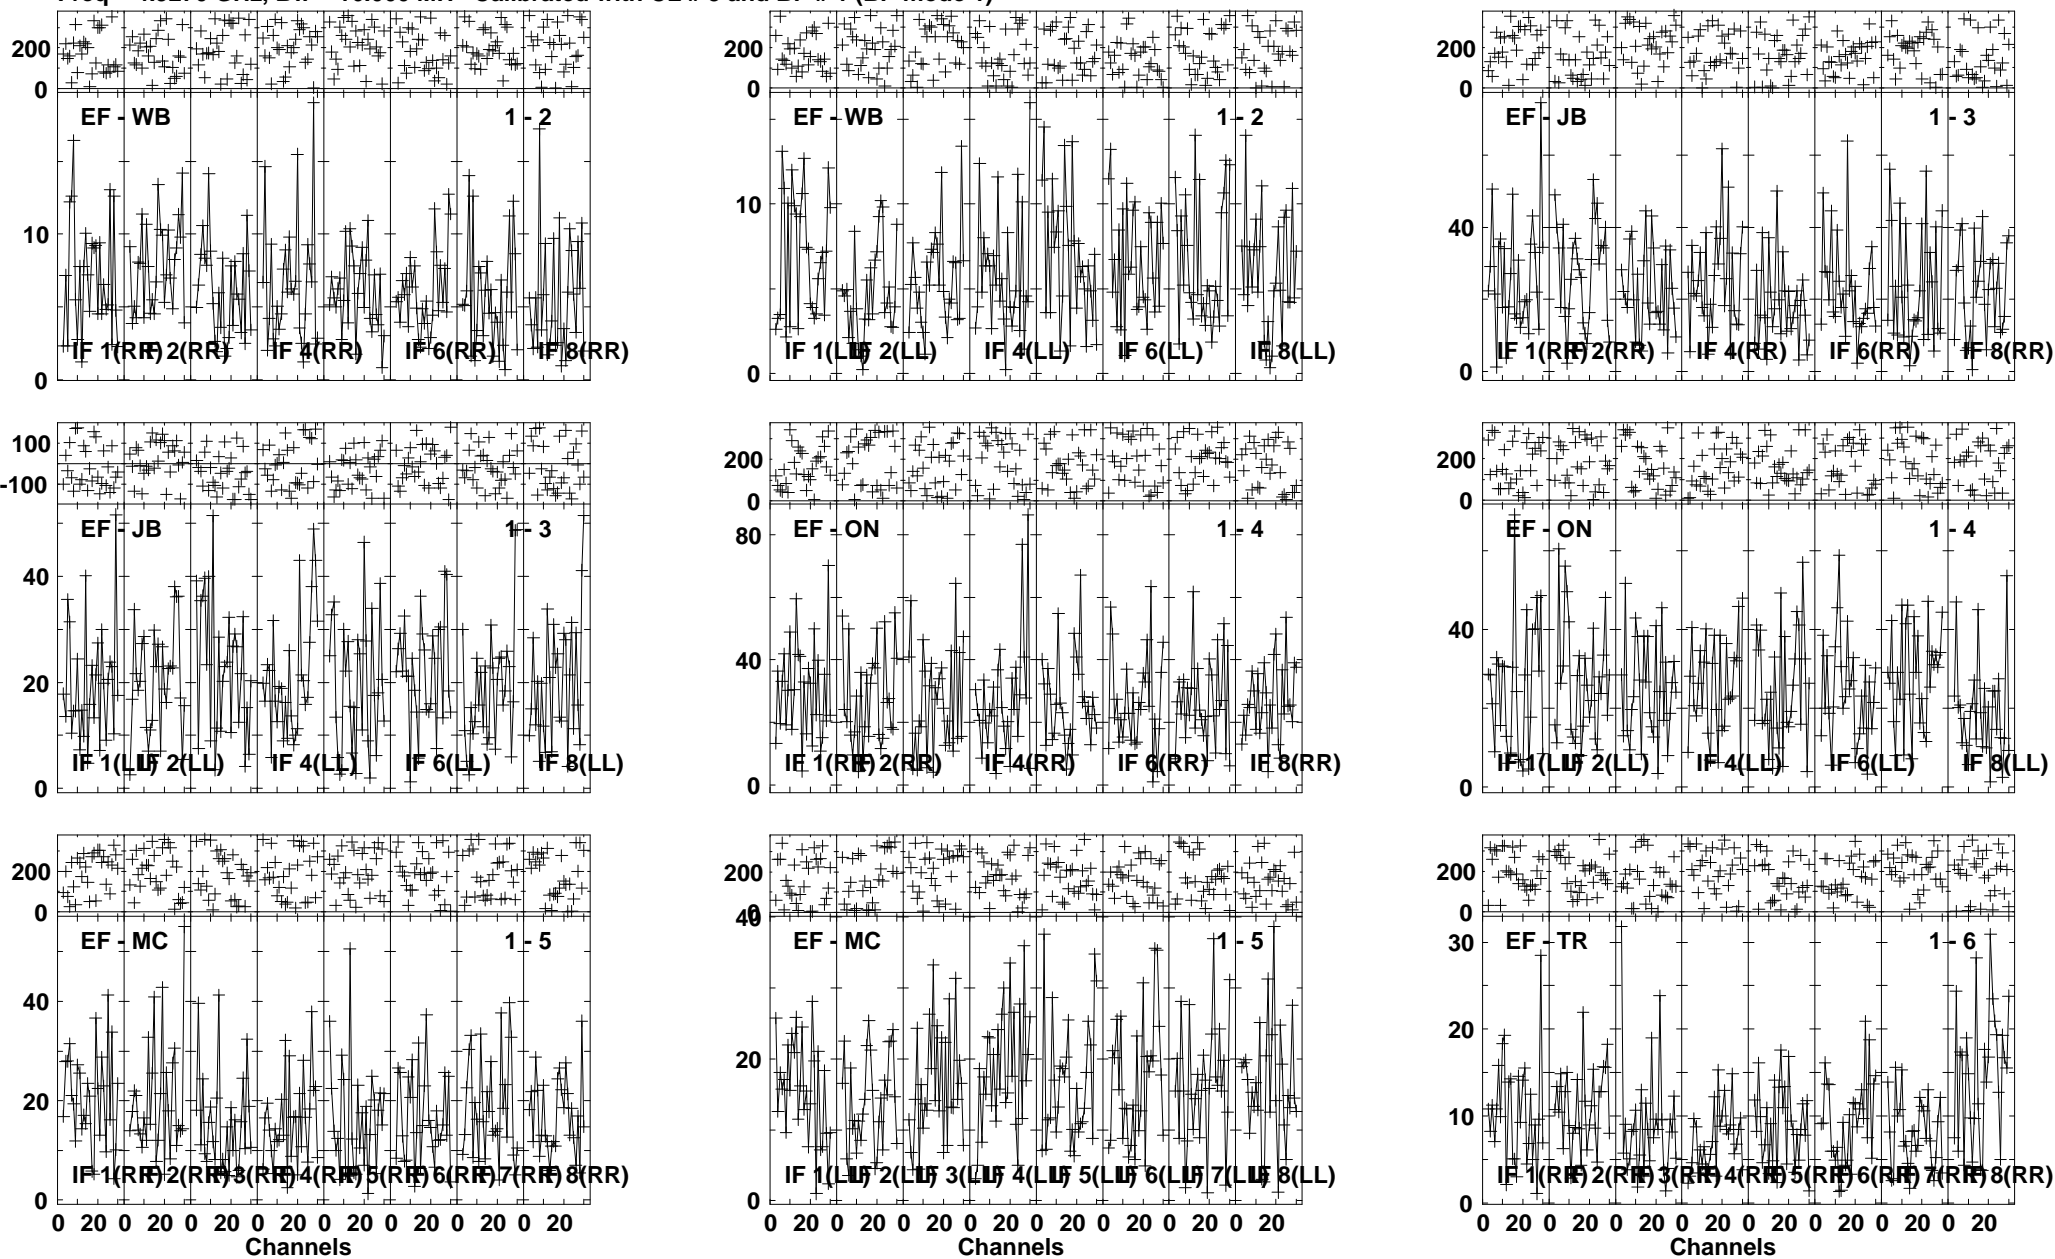 200 200 200
0 0 0
EF - WB 1 - 2 EF - WB 1 - 2 EF - JB 1 - 3
10 10 40
IF 1(RR) IF 2(RR) IF 4(RR) IF 6(RR) IF 8(RR) IF 1(LL) IF 2(LL) IF 4(LL) IF 6(LL) IF 8(LL) IF 1(RR) IF 2(RR) IF 4(RR) IF 6(RR) IF 8(RR)
0 0 0
100 200 200
-100 0 0
EF - JB 1 - 3 EF - ON 1 - 4 EF - ON 1 - 4
40 80 40
20 40
IF 1(LL) IF 2(LL) IF 4(LL) IF 6(LL) IF 8(LL) IF 1(RR) IF 2(RR) IF 4(RR) IF 6(RR) IF 8(RR) IF 1(LL) IF 2(LL) IF 4(LL) IF 6(LL) IF 8(LL)
0 0 0
200 200 200
0 0 0
40
EF - MC 1 - 5 EF - MC 1 - 5 EF - TR 1 - 6
40 20 30
20 20
10
IF 1(RR) IF 2(RR) IF 3(RR) IF 4(RR) IF 5(RR) IF 6(RR) IF 7(RR) IF 8(RR) IF 1(LL) IF 2(LL) IF 3(LL) IF 4(LL) IF 5(LL) IF 6(LL) IF 7(LL) IF 8(LL) IF 1(RR) IF 2(RR) IF 3(RR) IF 4(RR) IF 5(RR) IF 6(RR) IF 7(RR) IF 8(RR)
0 0 0
0 20 0 20 0 20 0 20 0 20 0 20 0 20 0 20 0 20 0 20 0 20 0 20 0 20 0 20 0 20 0 20 0 20 0 20 0 20 0 20 0 20 0 20 0 20 0 20
Channels Channels Channels